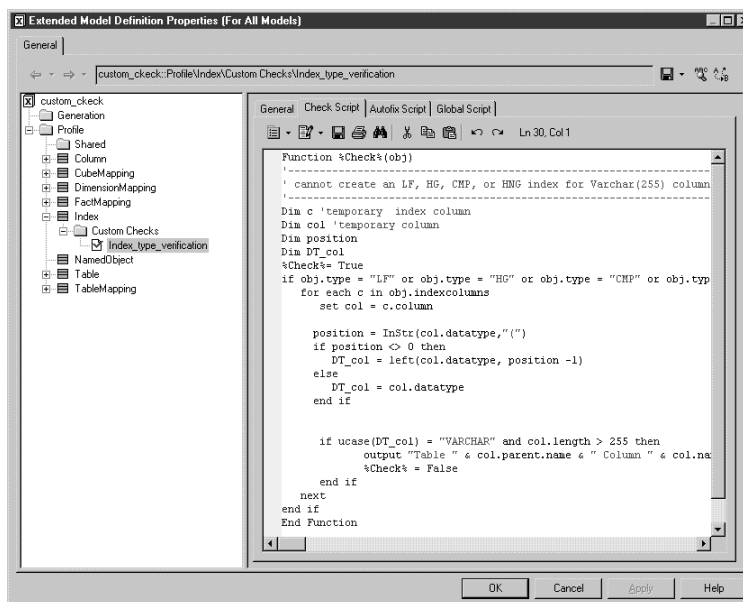 Extended Model Definition Properties (For All Models)
General
custom_ckeck::Profile\Index\Custom Checks\Index_type_verification
custom_ckeck
Generation
Profile
Shared
Column
CubeMapping
DimensionMapping
FactMapping
Index
Custom Checks
Index_type_verification
NamedObject
Table
TableMapping
General Check Script Autofix Script Global Script
Ln 30, Col 1
Function %Check%(obj)
'------------------------------------------------------------------
' cannot create an LF, HG, CMP, or HNG index for Varchar(255) column
'------------------------------------------------------------------
Dim c 'temporary index column
Dim col 'temporary column
Dim position
Dim DT_col
%Check%= True
if obj.type = "LF" or obj.type = "HG" or obj.type = "CMP" or obj.typ
for each c in obj.indexcolumns
set col = c.column
position = InStr(col.datatype,"(")
if position <> 0 then
DT_col = left(col.datatype, position -1)
else
DT_col = col.datatype
end if
if ucase(DT_col) = "VARCHAR" and col.length > 255 then
output "Table " & col.parent.name & " Column " & col.na
%Check% = False
end if
next
end if
End Function
OK Cancel Apply Help